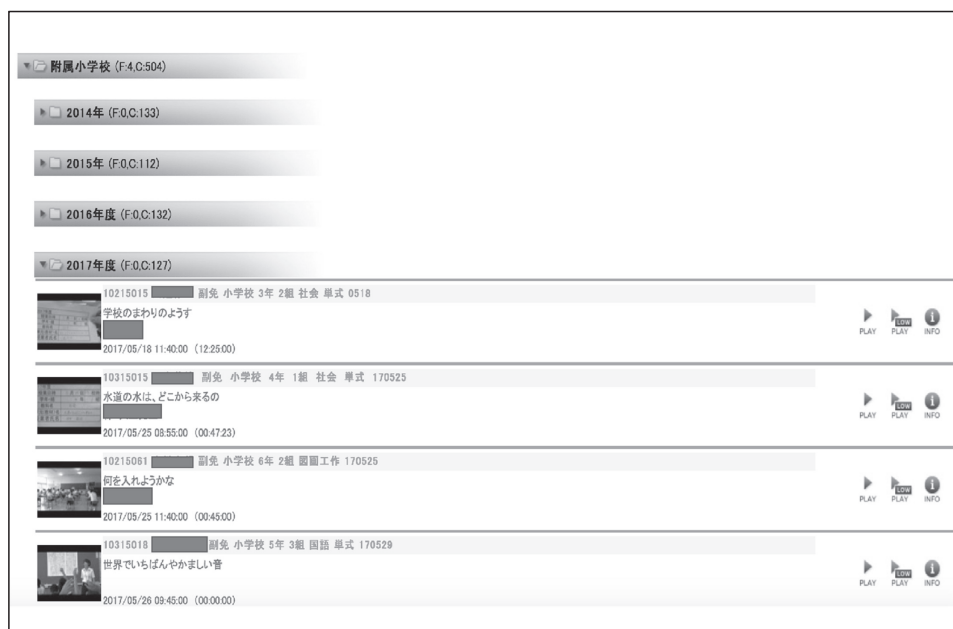 附属小学校 (F:4,C:504)
2014年 (F:0,C:133)
2015年 (F:0,C:112)
2016年度 (F:0,C:132)
2017年度 (F:0,C:127)
10215015 副免 小学校 3年 2組 社会 単式 0518
学校のまわりのようす
2017/05/18 11:40:00 (12:25:00)
PLAY LOW PLAY INFO
10315015 副免 小学校 4年 1組 社会 単式 170525
水道の水は、どこから来るの
2017/05/25 08:55:00 (00:47:23)
PLAY LOW PLAY INFO
10215061 副免 小学校 6年 2組 図画工作 170525
何を入れようかな
2017/05/25 11:40:00 (00:45:00)
PLAY LOW PLAY INFO
10315018 副免 小学校 5年 3組 国語 単式 170529
世界でいちばんやかましい音
2017/05/26 09:45:00 (00:00:00)
PLAY LOW PLAY INFO